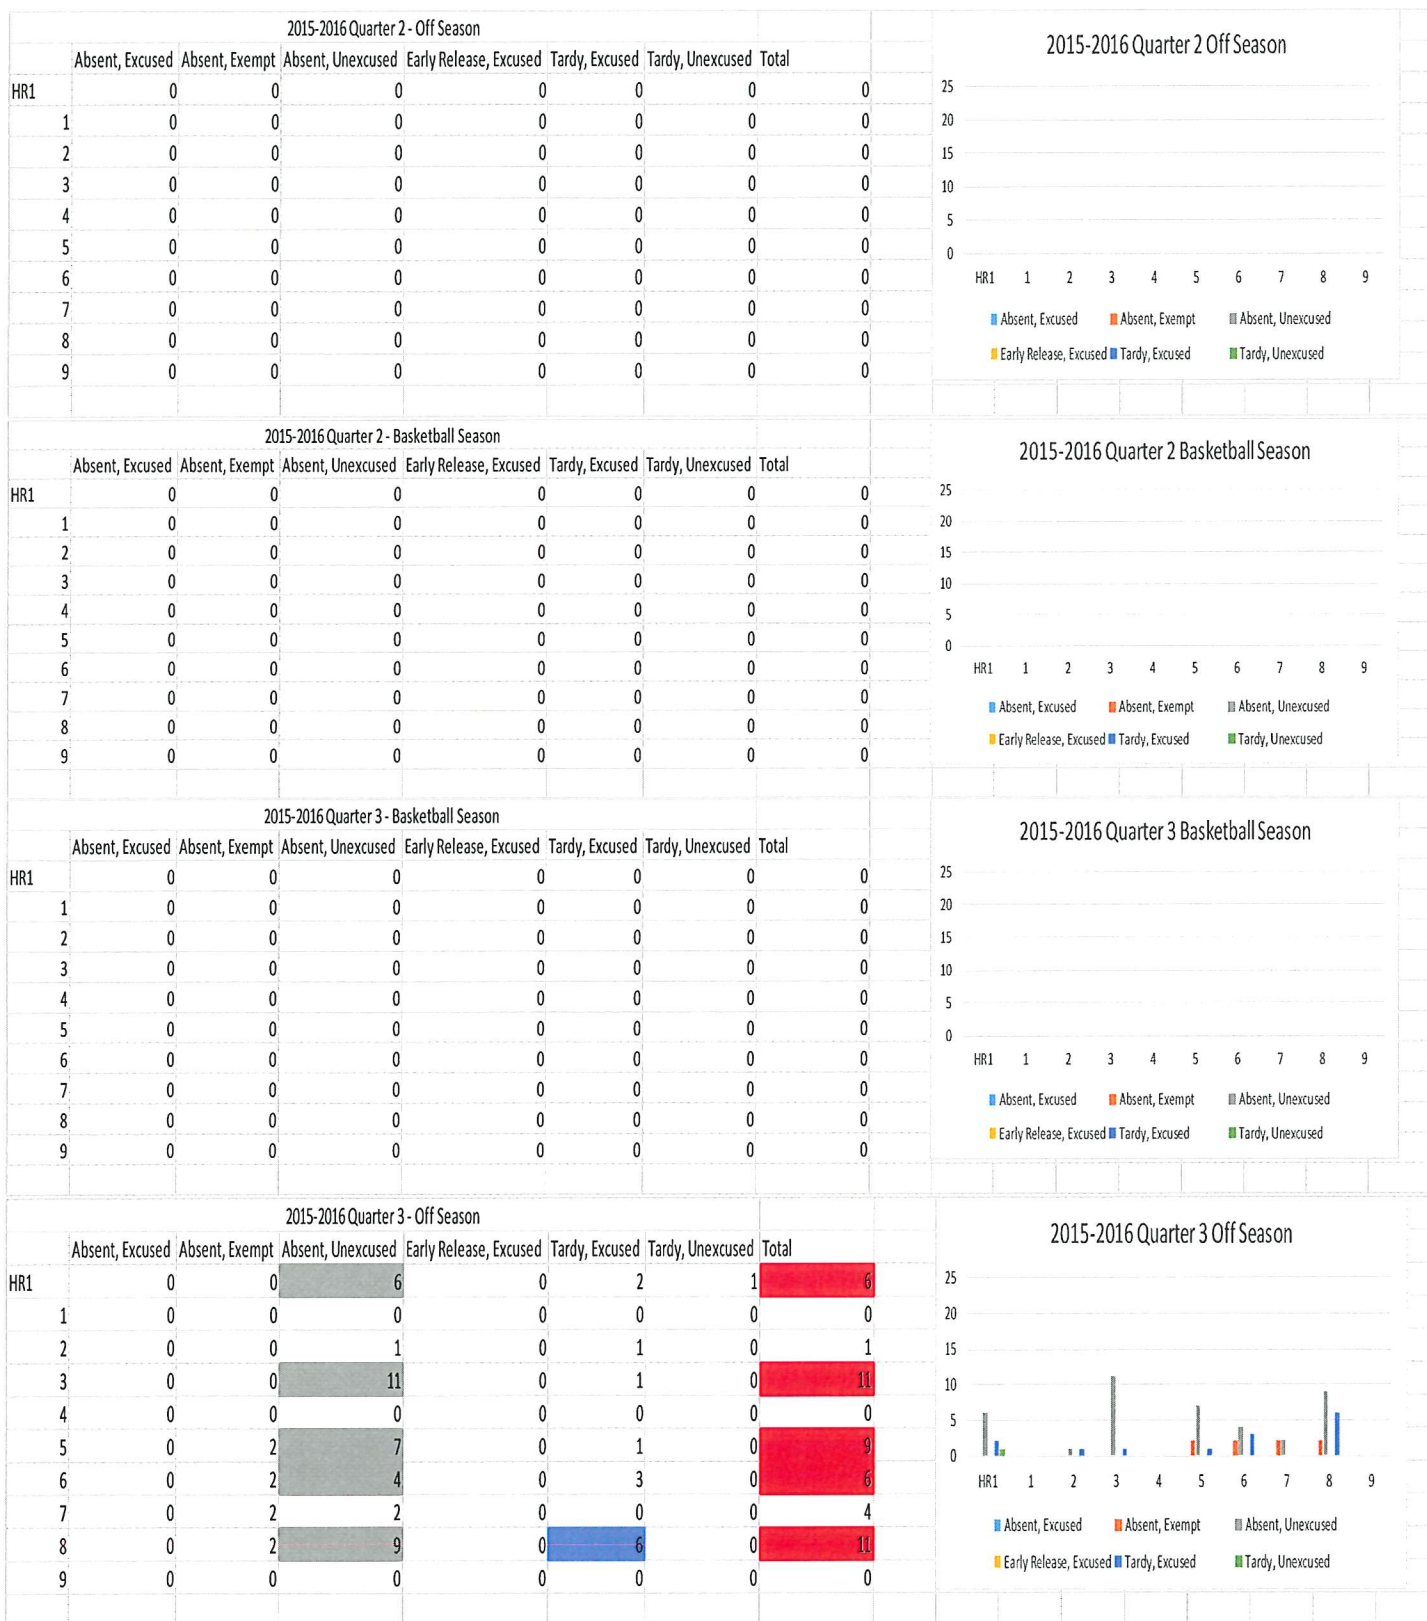 2015-2016 Quarter 2 - Off Season
Absent, Excused Absent, Exempt Absent, Unexcused Early Release, Excused Tardy, Excused Tardy, Unexcused Total
HR1 0 0 0 0 0 0 0
1 0 0 0 0 0 0 0
2 0 0 0 0 0 0 0
3 0 0 0 0 0 0 0
4 0 0 0 0 0 0 0
5 0 0 0 0 0 0 0
6 0 0 0 0 0 0 0
7 0 0 0 0 0 0 0
8 0 0 0 0 0 0 0
9 0 0 0 0 0 0 0
2015-2016 Quarter 2 Off Season
25
20
15
10
5
0
HR1 1 2 3 4 5 6 7 8 9
Absent, Excused Absent, Exempt Absent, Unexcused
Early Release, Excused Tardy, Excused Tardy, Unexcused
2015-2016 Quarter 2 - Basketball Season
Absent, Excused Absent, Exempt Absent, Unexcused Early Release, Excused Tardy, Excused Tardy, Unexcused Total
HR1 0 0 0 0 0 0 0
1 0 0 0 0 0 0 0
2 0 0 0 0 0 0 0
3 0 0 0 0 0 0 0
4 0 0 0 0 0 0 0
5 0 0 0 0 0 0 0
6 0 0 0 0 0 0 0
7 0 0 0 0 0 0 0
8 0 0 0 0 0 0 0
9 0 0 0 0 0 0 0
2015-2016 Quarter 2 Basketball Season
25
20
15
10
5
0
HR1 1 2 3 4 5 6 7 8 9
Absent, Excused Absent, Exempt Absent, Unexcused
Early Release, Excused Tardy, Excused Tardy, Unexcused
2015-2016 Quarter 3 - Basketball Season
Absent, Excused Absent, Exempt Absent, Unexcused Early Release, Excused Tardy, Excused Tardy, Unexcused Total
HR1 0 0 0 0 0 0 0
1 0 0 0 0 0 0 0
2 0 0 0 0 0 0 0
3 0 0 0 0 0 0 0
4 0 0 0 0 0 0 0
5 0 0 0 0 0 0 0
6 0 0 0 0 0 0 0
7 0 0 0 0 0 0 0
8 0 0 0 0 0 0 0
9 0 0 0 0 0 0 0
2015-2016 Quarter 3 Basketball Season
25
20
15
10
5
0
HR1 1 2 3 4 5 6 7 8 9
Absent, Excused Absent, Exempt Absent, Unexcused
Early Release, Excused Tardy, Excused Tardy, Unexcused
2015-2016 Quarter 3 - Off Season
Absent, Excused Absent, Exempt Absent, Unexcused Early Release, Excused Tardy, Excused Tardy, Unexcused Total
HR1 0 0 6 0 2 1 6
1 0 0 0 0 0 0 0
2 0 0 1 0 1 0 1
3 0 0 11 0 1 0 11
4 0 0 0 0 0 0 0
5 0 2 7 0 1 0 9
6 0 2 4 0 3 0 6
7 0 2 2 0 0 0 4
8 0 2 9 0 6 0 11
9 0 0 0 0 0 0 0
2015-2016 Quarter 3 Off Season
25
20
15
10
5
0
HR1 1 2 3 4 5 6 7 8 9
Absent, Excused Absent, Exempt Absent, Unexcused
Early Release, Excused Tardy, Excused Tardy, Unexcused